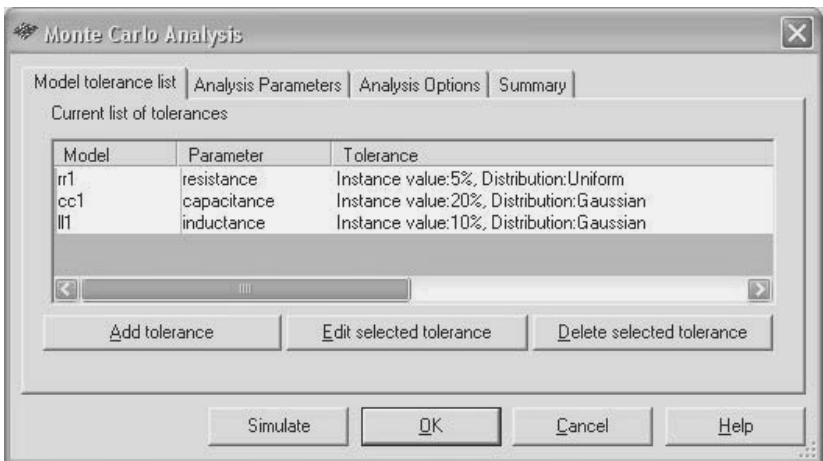 Monte Carlo Analysis
Model tolerance list Analysis Parameters Analysis Options Summary
Current list of tolerances
Model Parameter Tolerance
rr1 resistance Instance value:5%, Distribution:Uniform
cc1 capacitance Instance value:20%, Distribution:Gaussian
ll1 inductance Instance value:10%, Distribution:Gaussian
Add tolerance Edit selected tolerance Delete selected tolerance
Simulate OK Cancel Help